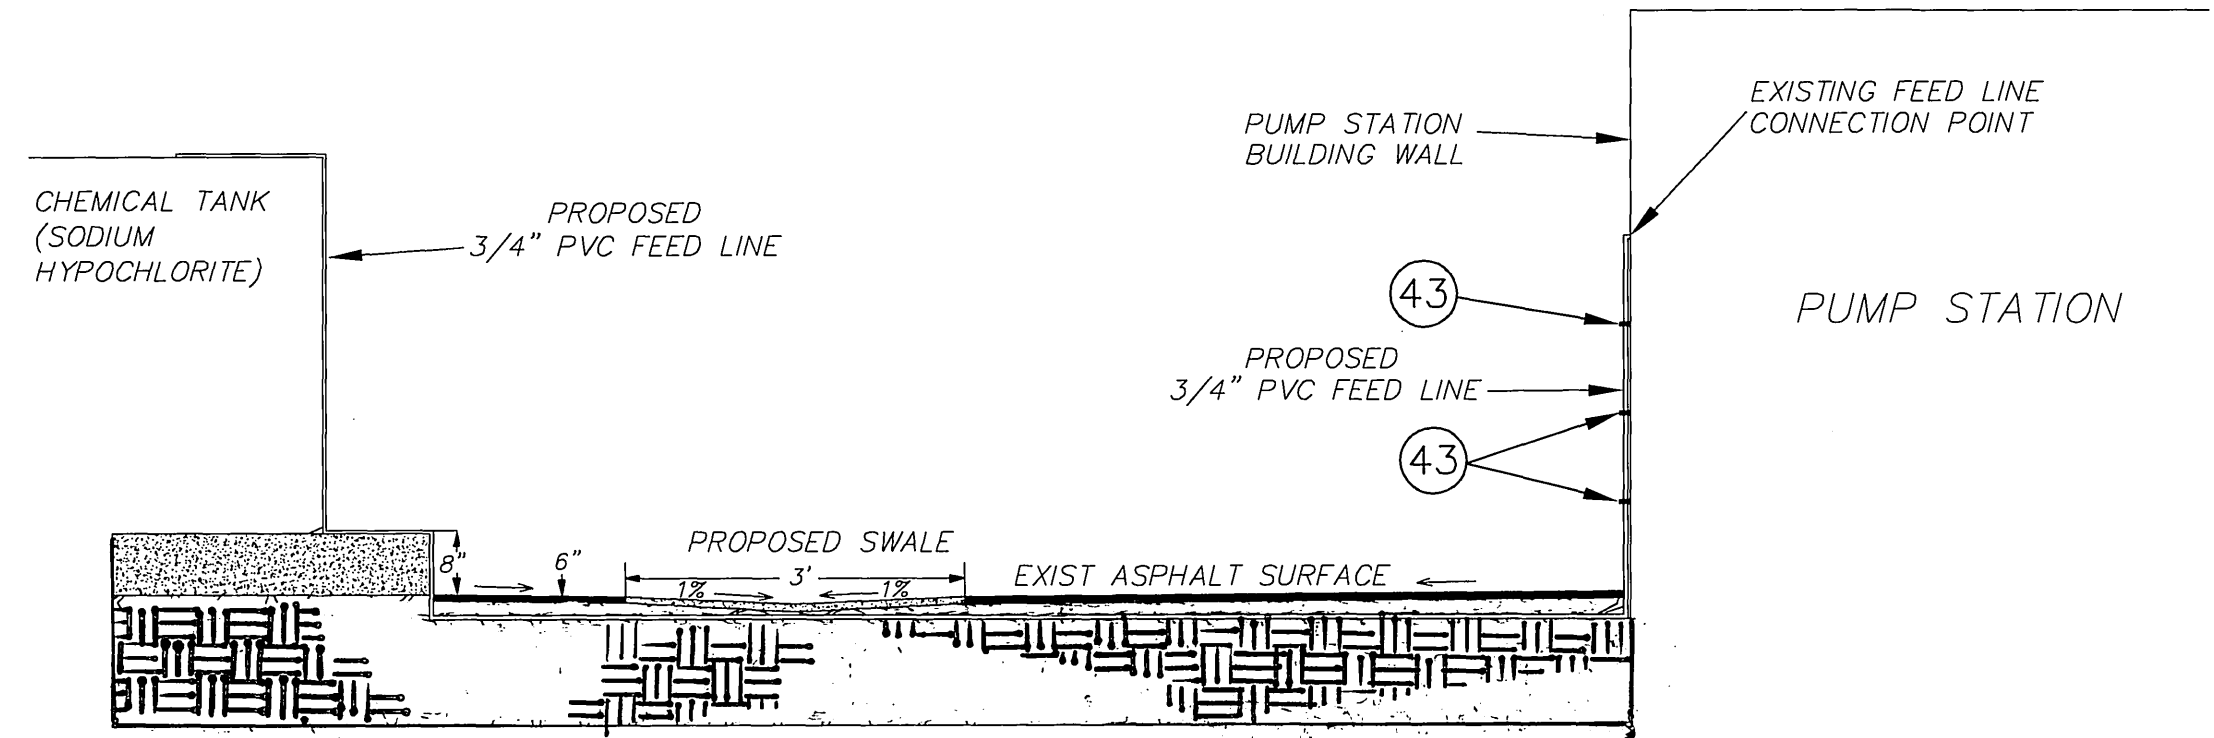 EXISTING FEED LINE
CONNECTION POINT
PUMP STATION
BUILDING WALL
CHEMICAL TANK
(SODIUM
HYPOCHLORITE)
PROPOSED
3/4" PVC FEED LINE
43
PUMP STATION
PROPOSED
3/4" PVC FEED LINE
43
PROPOSED SWALE
8"
6"
3'
1%
1%
EXIST ASPHALT SURFACE